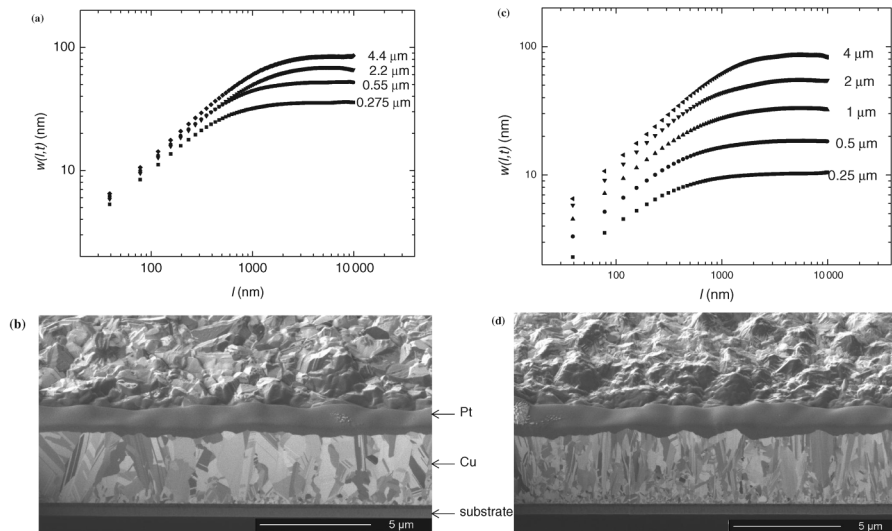 (a)
100
10
w(l,t) (nm)
4.4 µm
2.2 µm
0.55 µm
0.275 µm
100
1000
10 000
l (nm)
(c)
100
10
w(l,t) (nm)
4 µm
2 µm
1 µm
0.5 µm
0.25 µm
100
1000
10 000
l (nm)
(b)
Pt
Cu
substrate
5 µm
(d)
5 µm